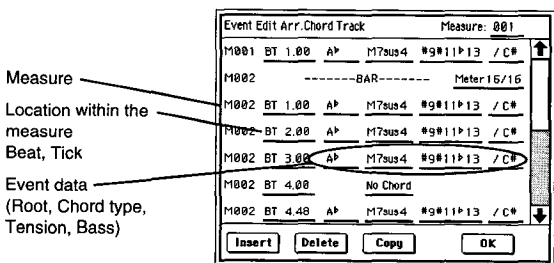 Event Edit Arr.Chord Track Measure: 001
M001 BT 1.00 A♭ M7sus4 #9#11♭13 /C#
M002 -------BAR------- Meter16/16
M002 BT 1.00 A♭ M7sus4 #9#11♭13 /C#
M002 BT 2.00 A♭ M7sus4 #9#11♭13 /C#
M002 BT 3.00 A♭ M7sus4 #9#11♭13 /C#
M002 BT 4.00 No Chord
M002 BT 4.48 A♭ M7sus4 #9#11♭13 /C#
Insert Delete Copy OK
Measure
Location within the
measure
Beat, Tick
Event data
(Root, Chord type,
Tension, Bass)